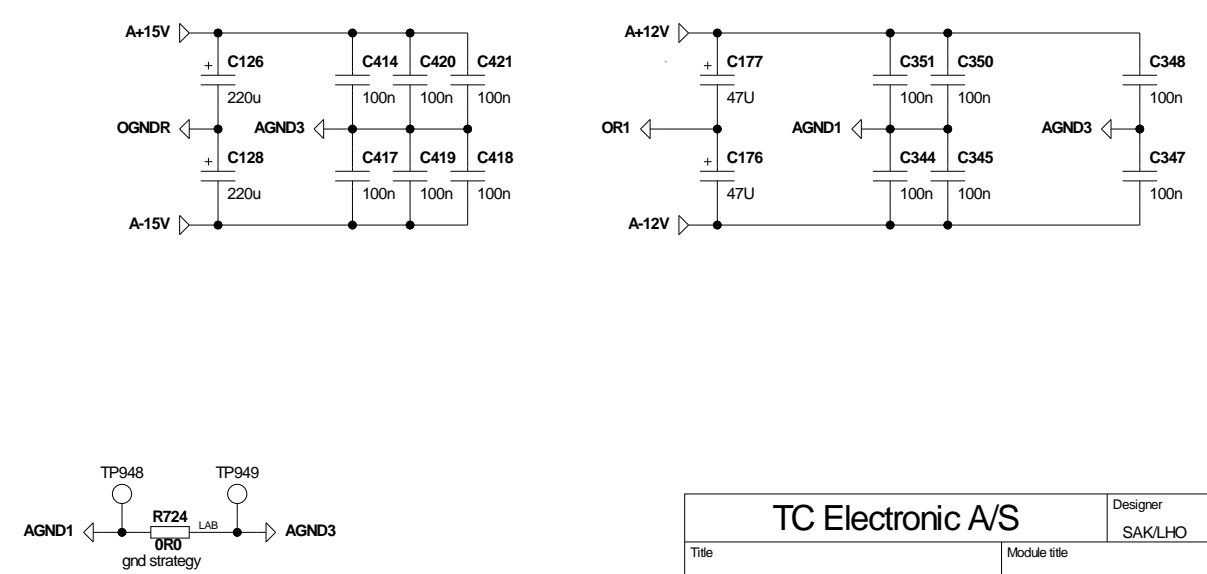 A+15V
A+12V
+ C126
C414
C420
C421
220u
100n
100n
100n
+ C177
C351
C350
C348
47U
100n
100n
100n
OGNDR
AGND3
OR1
AGND1
AGND3
+ C128
C417
C419
C418
220u
100n
100n
100n
+ C176
C344
C345
C347
47U
100n
100n
100n
A-15V
A-12V
TP948
TP949
AGND1
R724
LAB
AGND3
0R0
gnd strategy
TC Electronic A/S
Designer
SAK/LHO
Title
Module title